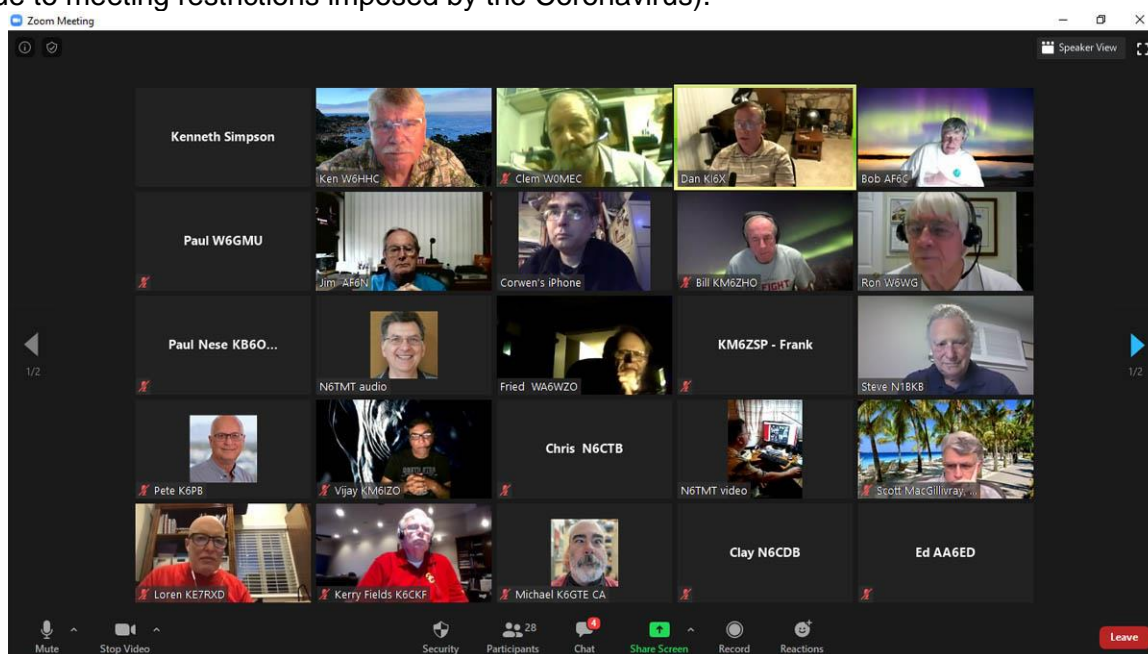 de to meeting restrictions imposed by the Coronavirus).
Zoom Meeting
Speaker View
Kenneth Simpson
Ken W6HHC
Clem W0MEC
Dan KI6X
Bob AF6C
Paul W6GMU
Jim AF6N
Corwen's iPhone
Bill KM6ZHO
FIGHT
Ron W6WG
Paul Nese KB6O...
N6TMT audio
Fried WA6WZO
KM6ZSP - Frank
Steve N1BKB
1/2
1/2
Pete K6PB
Vijay KM6IZO
Chris N6CTB
N6TMT video
Scott MacGillivray, ...
Loren KE7RXD
Kerry Fields K6CKF
Michael K6GTE CA
Clay N6CDB
Ed AA6ED
Mute
Stop Video
Security
28
Participants
4
Chat
Share Screen
Record
Reactions
Leave